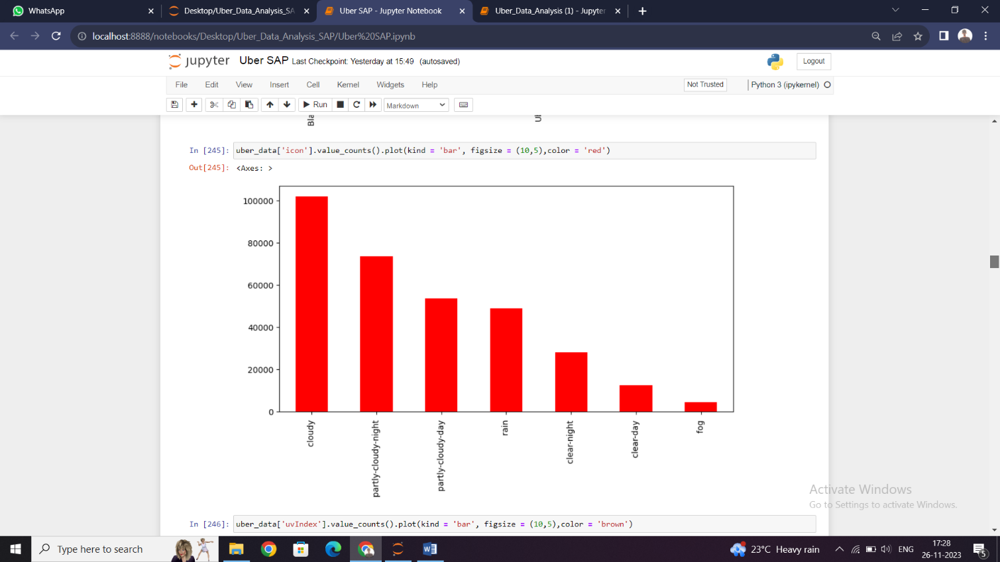 WhatsApp
Desktop/Uber_Data_Analysis_SA
Uber SAP - Jupyter Notebook
Uber_Data_Analysis (1) - Jupyter
localhost:8888/notebooks/Desktop/Uber_Data_Analysis_SAP/Uber%20SAP.ipynb
jupyter Uber SAP Last Checkpoint: Yesterday at 15:49 (autosaved)
Logout
File Edit View Insert Cell Kernel Widgets Help
Not Trusted
Python 3 (ipykernel)
Run
Markdown
Bla
In [245]: uber_data['icon'].value_counts().plot(kind = 'bar', figsize = (10,5),color = 'red')
Out[245]: <Axes: >
100000
80000
60000
40000
20000
0
cloudy
partly-cloudy-night
partly-cloudy-day
rain
clear-night
clear-day
fog
Activate Windows
Go to Settings to activate Windows.
In [246]: uber_data['uvIndex'].value_counts().plot(kind = 'bar', figsize = (10,5),color = 'brown')
Type here to search
23°C Heavy rain
ENG
17:28
26-11-2023
5